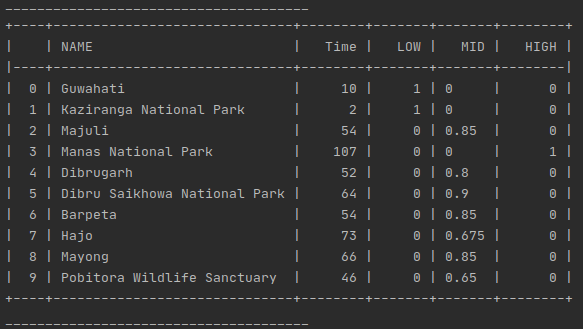 ______________________________________
+----+------------------------------+--------+-------+-------+--------+
|    | NAME                         |   Time |   LOW |   MID |   HIGH |
|----+------------------------------+--------+-------+-------+--------|
|  0 | Guwahati                     |     10 |     1 | 0     |      0 |
|  1 | Kaziranga National Park      |      2 |     1 | 0     |      0 |
|  2 | Majuli                       |     54 |     0 | 0.85  |      0 |
|  3 | Manas National Park          |    107 |     0 | 0     |      1 |
|  4 | Dibrugarh                    |     52 |     0 | 0.8   |      0 |
|  5 | Dibru Saikhowa National Park |     64 |     0 | 0.9   |      0 |
|  6 | Barpeta                      |     54 |     0 | 0.85  |      0 |
|  7 | Hajo                         |     73 |     0 | 0.675 |      0 |
|  8 | Mayong                       |     66 |     0 | 0.85  |      0 |
|  9 | Pobitora Wildlife Sanctuary  |     46 |     0 | 0.65  |      0 |
+----+------------------------------+--------+-------+-------+--------+
______________________________________